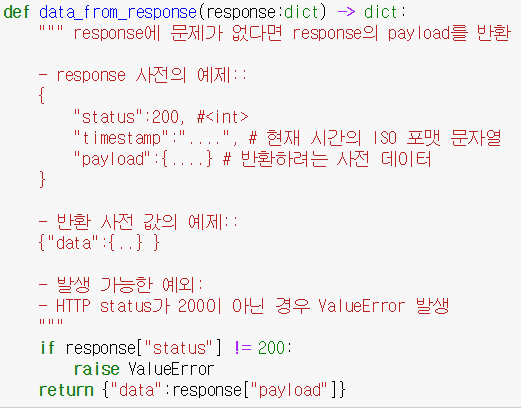 def data_from_response(response:dict) -> dict:
    """ response에 문제가 없다면 response의 payload를 반환

    - response 사전의 예제::
    {
        "status":200, #<int>
        "timestamp":"....", # 현재 시간의 ISO 포맷 문자열
        "payload":{....} # 반환하려는 사전 데이터
    }

    - 반환 사전 값의 예제::
    {"data":{..} }

    - 발생 가능한 예외:
    - HTTP status가 200이 아닌 경우 ValueError 발생
    """
    if response["status"] != 200:
        raise ValueError
    return {"data":response["payload"]}